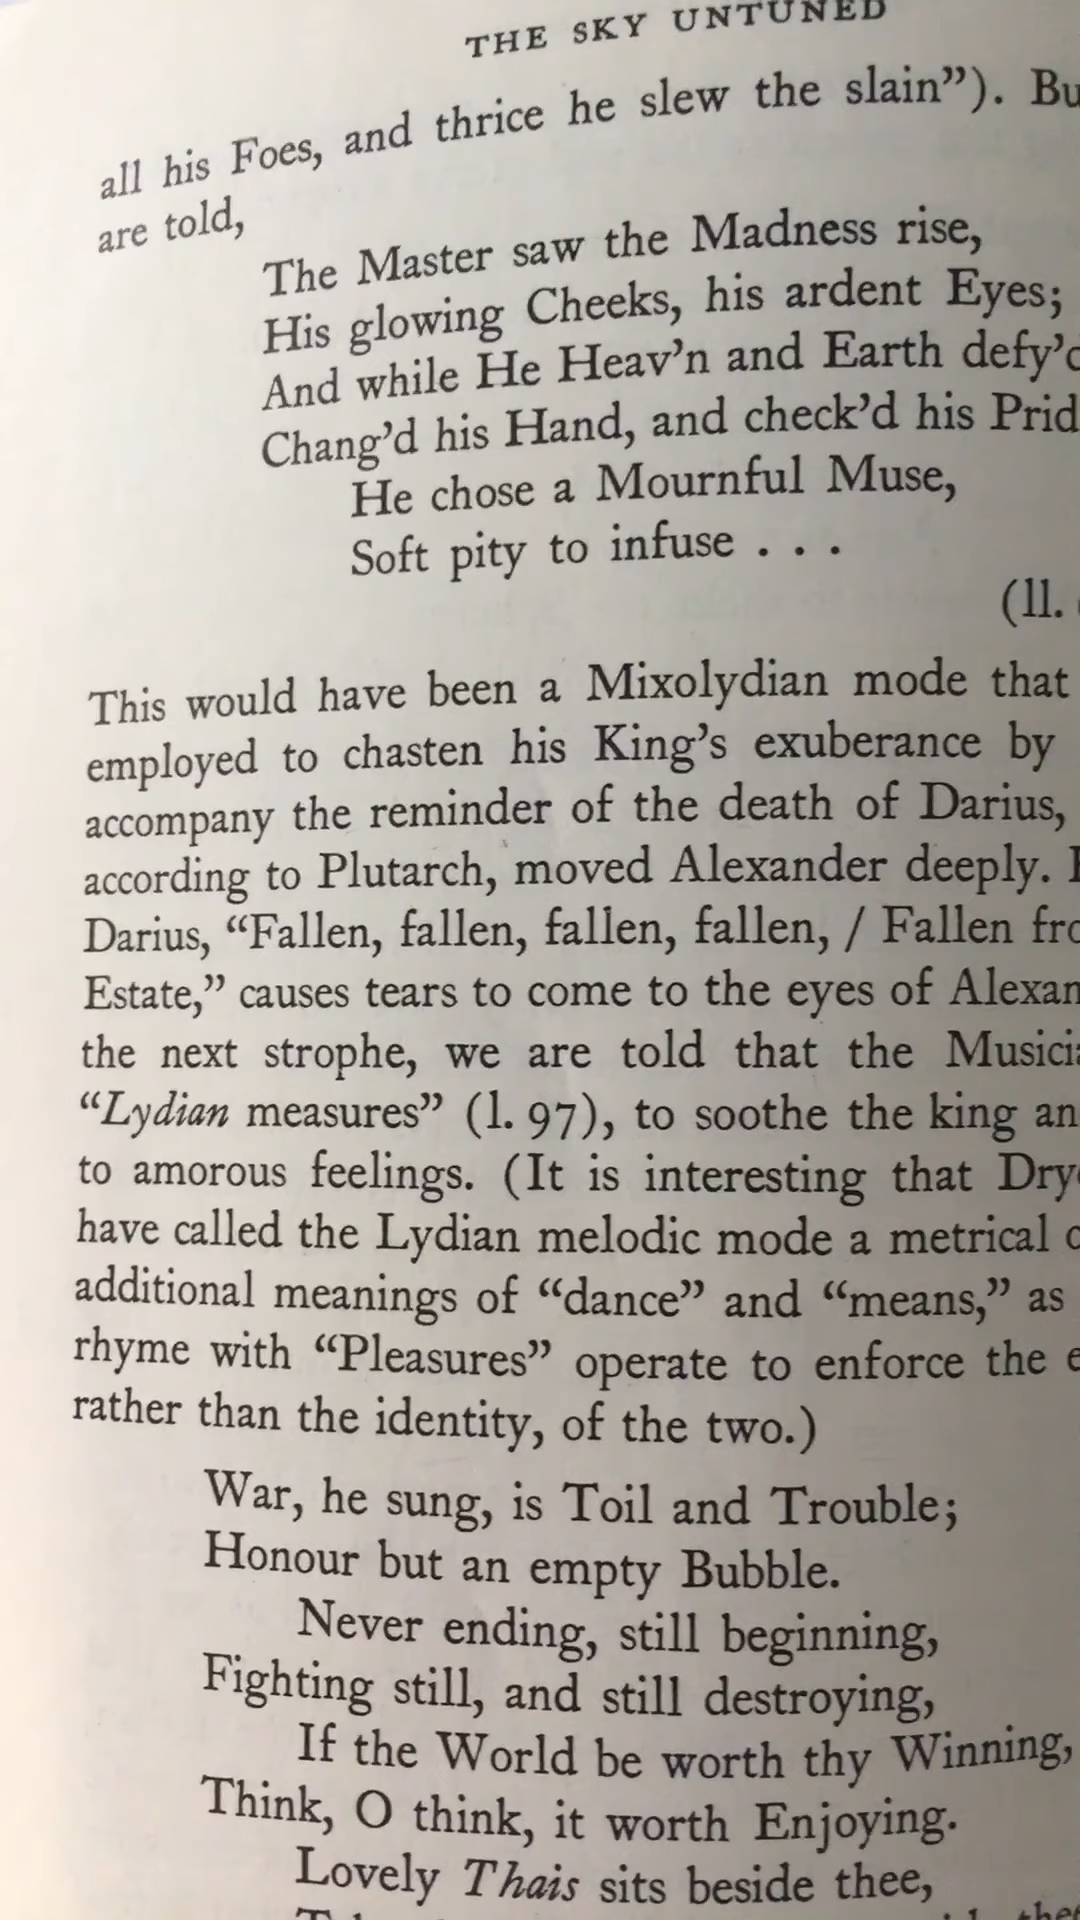 THE SKY UNTUNED
all his Foes, and thrice he slew the slain”). Bu
are told,
The Master saw the Madness rise,
His glowing Cheeks, his ardent Eyes;
And while He Heav’n and Earth defy’d
Chang’d his Hand, and check’d his Prid
He chose a Mournful Muse,
Soft pity to infuse . . .
(ll.
This would have been a Mixolydian mode that
employed to chasten his King’s exuberance by
accompany the reminder of the death of Darius,
according to Plutarch, moved Alexander deeply.
Darius, “Fallen, fallen, fallen, fallen, / Fallen fro
Estate,” causes tears to come to the eyes of Alexan
the next strophe, we are told that the Musici
“Lydian measures” (l. 97), to soothe the king an
to amorous feelings. (It is interesting that Dry
have called the Lydian melodic mode a metrical
additional meanings of “dance” and “means,” as
rhyme with “Pleasures” operate to enforce the
rather than the identity, of the two.)
War, he sung, is Toil and Trouble;
Honour but an empty Bubble.
Never ending, still beginning,
Fighting still, and still destroying,
If the World be worth thy Winning,
Think, O think, it worth Enjoying.
Lovely Thais sits beside thee,